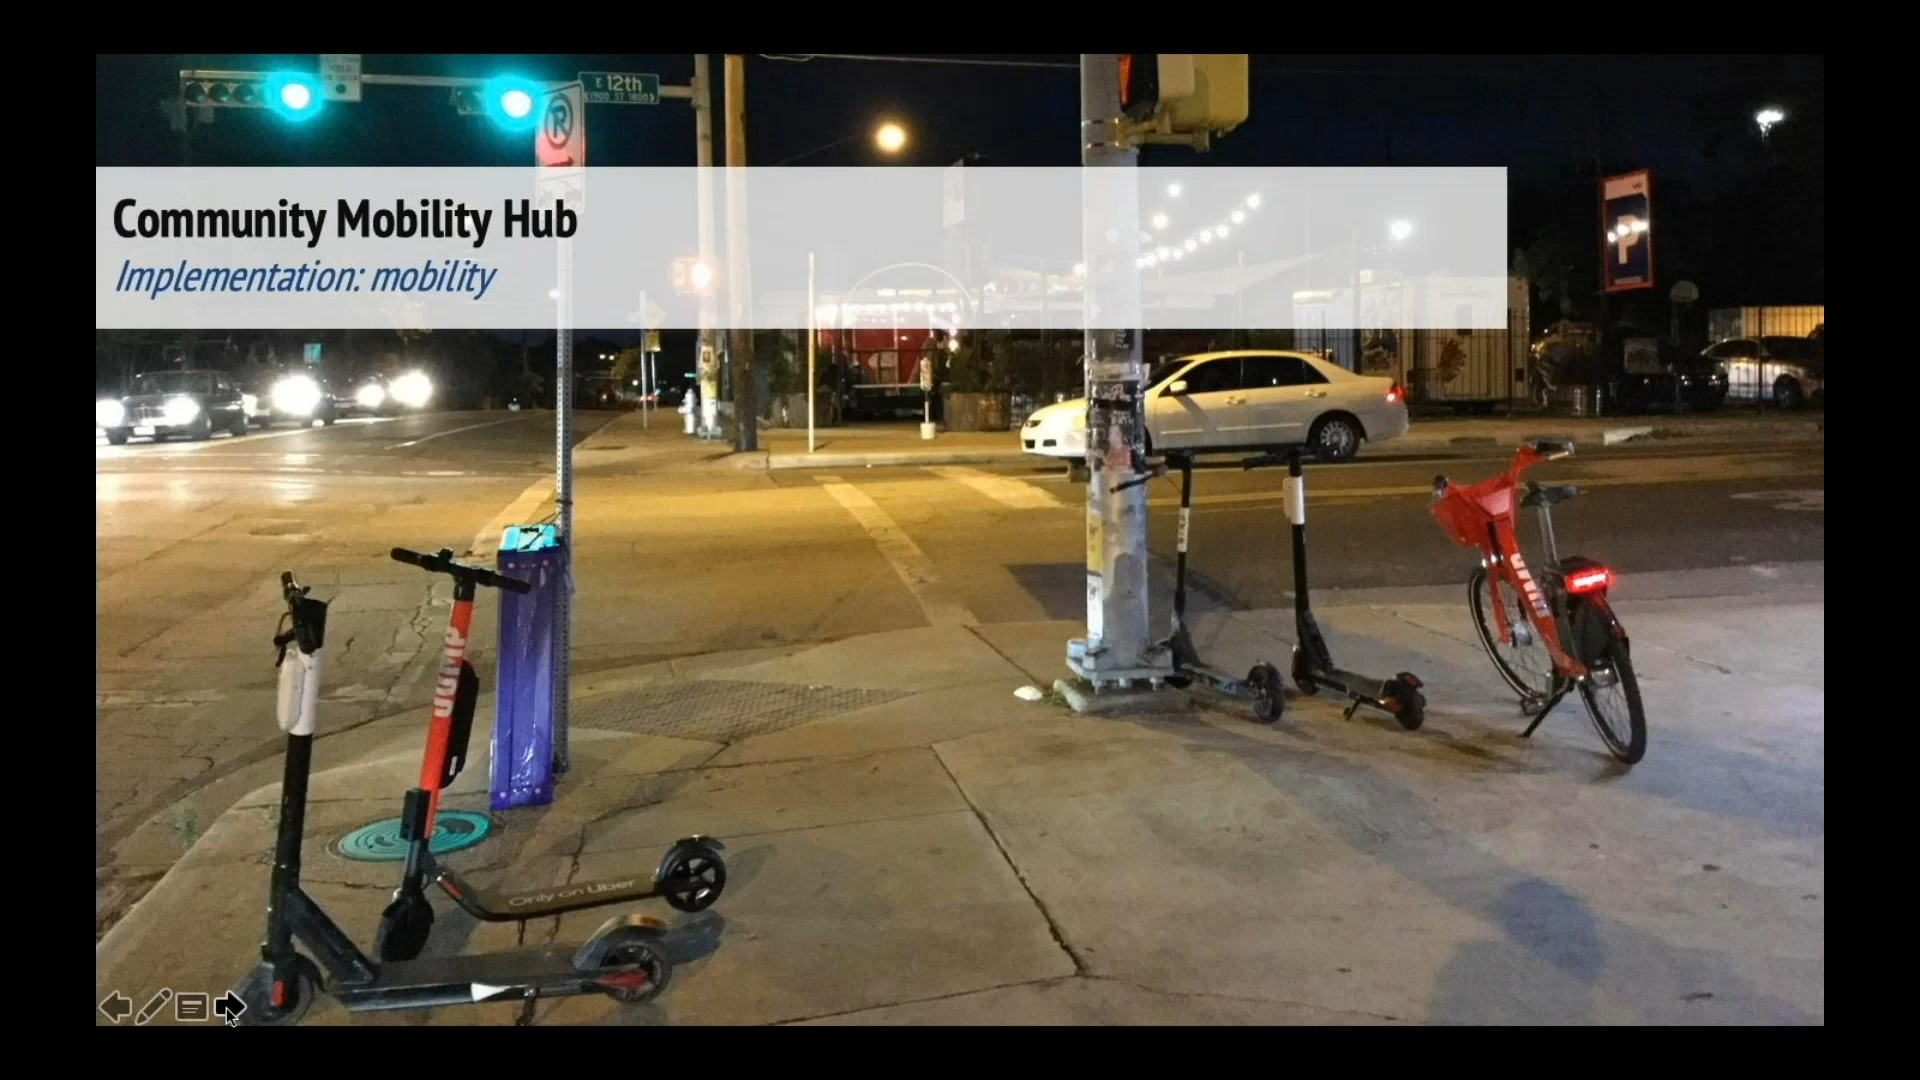 E 12th
Community Mobility Hub
Implementation: mobility
P
JUMP
JUMP
Only on Uber